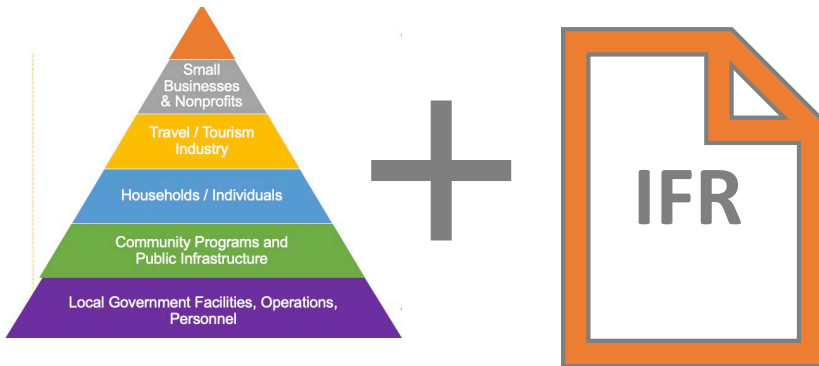 Small
Businesses
& Nonprofits
Travel / Tourism
Industry
Households / Individuals
Community Programs and
Public Infrastructure
Local Government Facilities, Operations,
Personnel
IFR